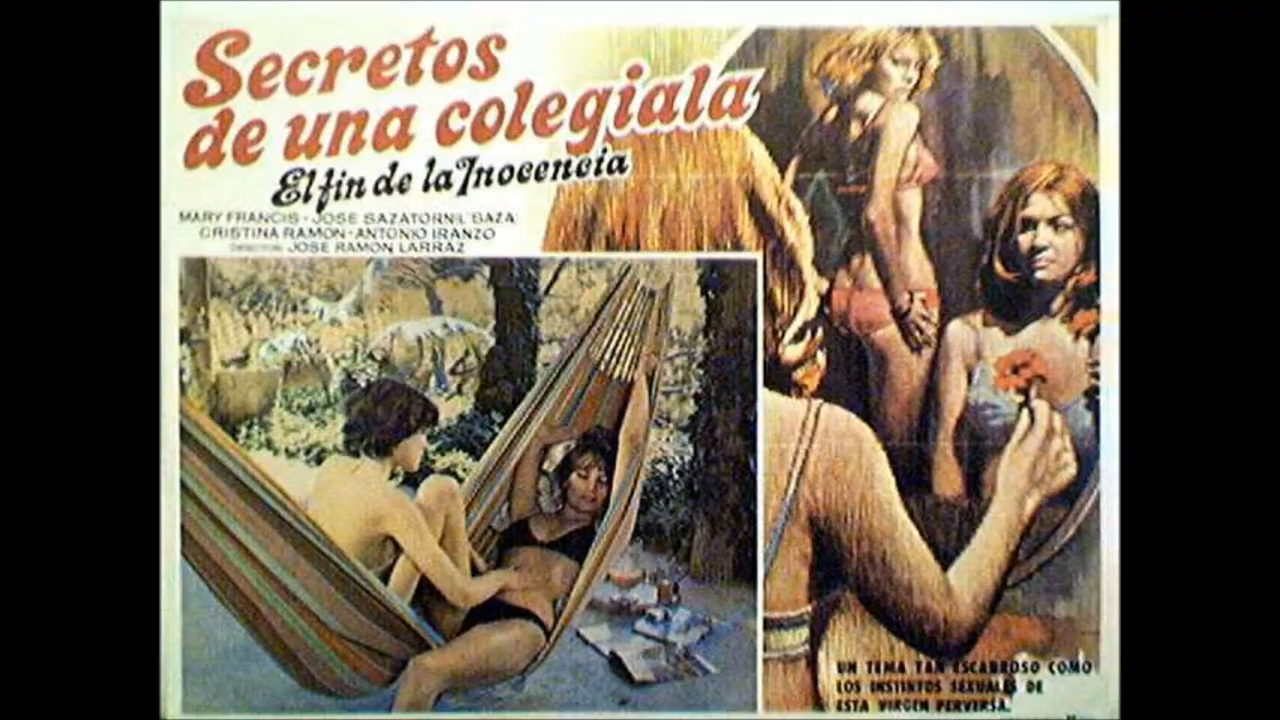 Secretos
de una colegiala
El fin de la Inocencia
MARY FRANCIS - JOSE SAZATORNIL SAZA
CRISTINA RAMON - ANTONIO IRANZO
JOSE RAMON LARRAZ
UN TEMA TAN ESCABROSO COMO
LOS INSTINTOS SEXUALES DE
ESTA VIRGEN PERVERSA.